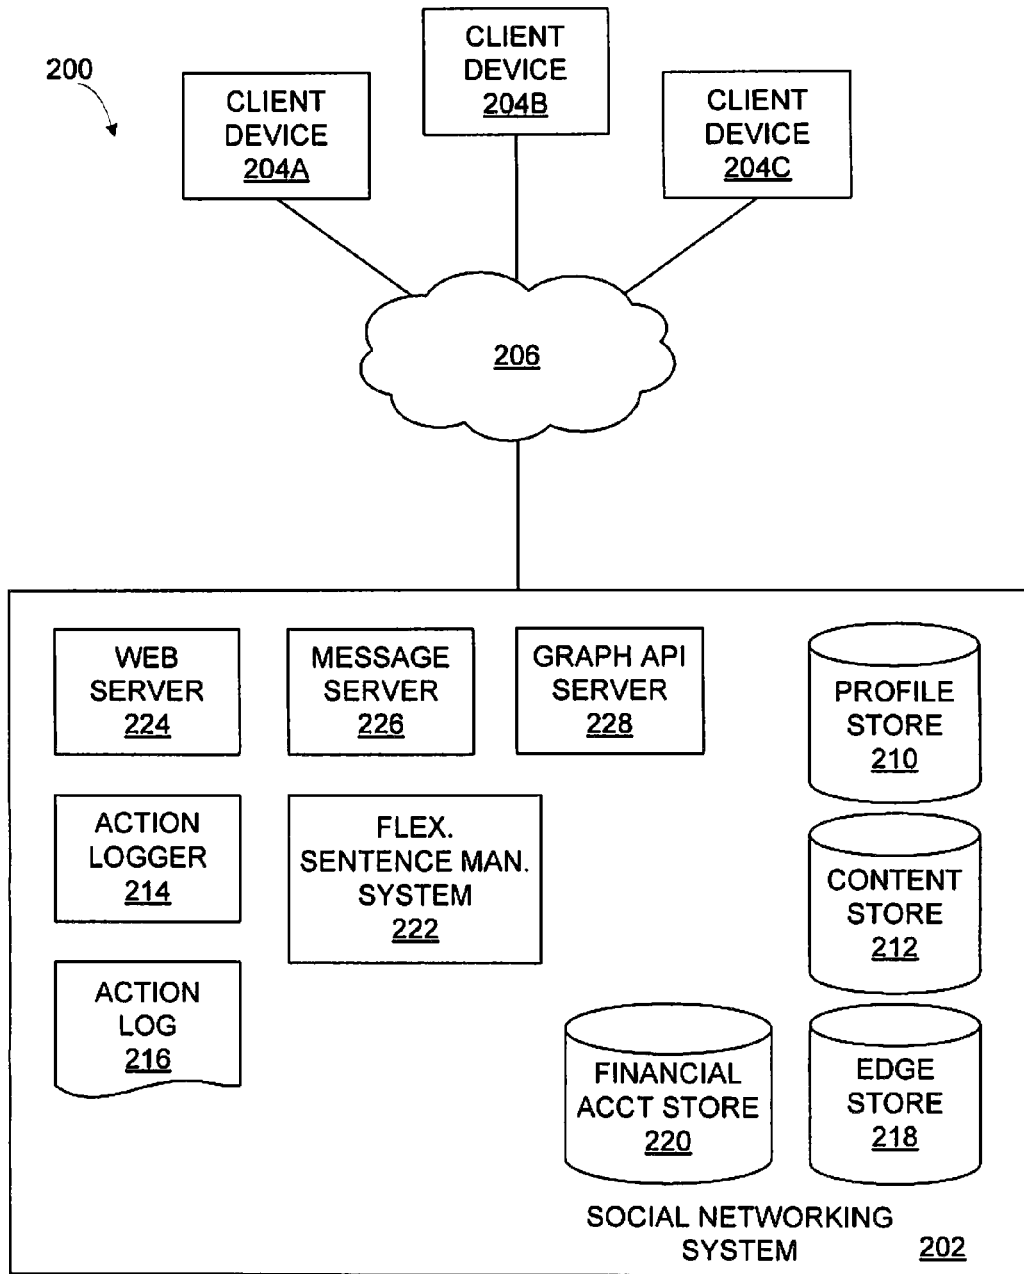 200
CLIENT
DEVICE
204A
CLIENT
DEVICE
204B
CLIENT
DEVICE
204C
206
WEB
SERVER
224
MESSAGE
SERVER
226
GRAPH API
SERVER
228
PROFILE
STORE
210
ACTION
LOGGER
214
FLEX.
SENTENCE MAN.
SYSTEM
222
CONTENT
STORE
212
ACTION
LOG
216
FINANCIAL
ACCT STORE
220
EDGE
STORE
218
SOCIAL NETWORKING
SYSTEM
202